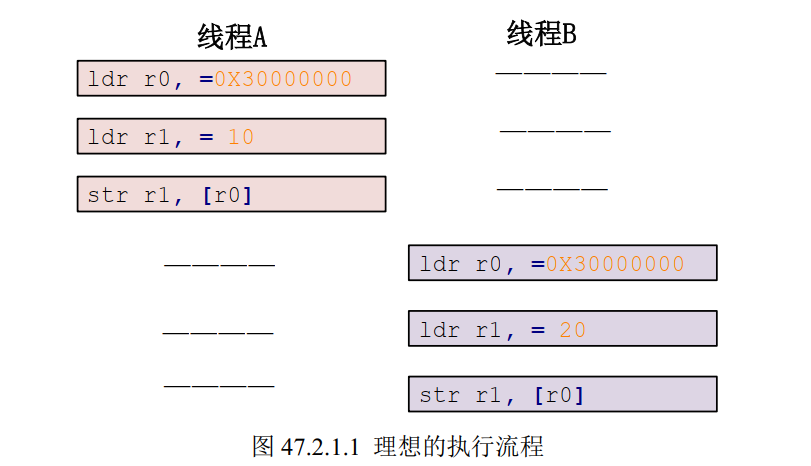 线程A
线程B
ldr r0, =0X30000000
————
ldr r1, = 10
————
str r1, [r0]
————
————
ldr r0, =0X30000000
————
ldr r1, = 20
————
str r1, [r0]
图 47.2.1.1 理想的执行流程